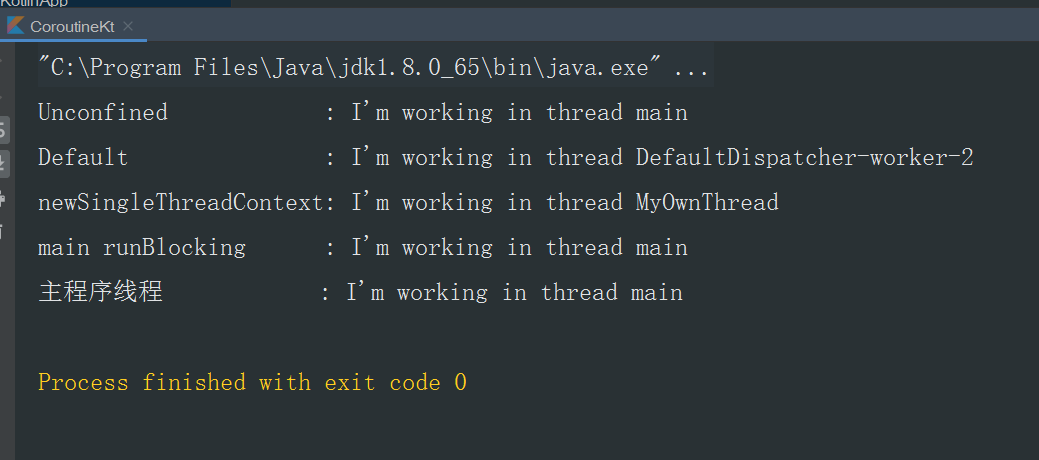 KotlinApp
CoroutineKt
"C:\Program Files\Java\jdk1.8.0_65\bin\java.exe" ...
Unconfined            : I'm working in thread main
Default               : I'm working in thread DefaultDispatcher-worker-2
newSingleThreadContext: I'm working in thread MyOwnThread
main runBlocking      : I'm working in thread main
主程序线程            : I'm working in thread main
Process finished with exit code 0